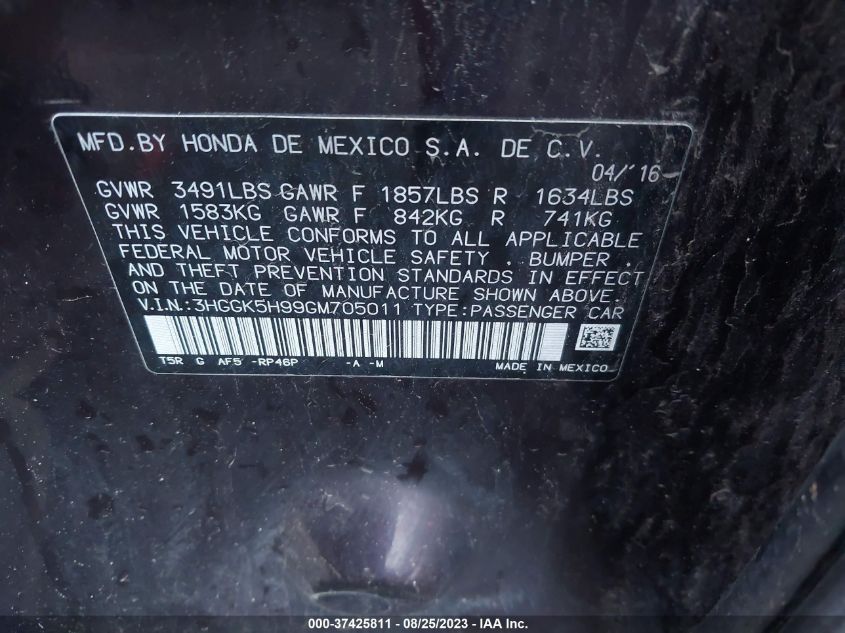 MFD.BY HONDA DE MEXICO S.A. DE C.V.
04/'16
GVWR 3491LBS GAWR F 1857LBS R 1634LBS
GVWR 1583KG GAWR F 842KG R 741KG
THIS VEHICLE CONFORMS TO ALL APPLICABLE
FEDERAL MOTOR VEHICLE SAFETY . BUMPER .
AND THEFT PREVENTION STANDARDS IN EFFECT
ON THE DATE OF MANUFACTURE SHOWN ABOVE.
V.I.N.:3HGGK5H99GM705011 TYPE:PASSENGER CAR
T5R G AF5 -RP46P -A -M MADE IN MEXICO
000-37425811 - 08/25/2023 - IAA Inc.